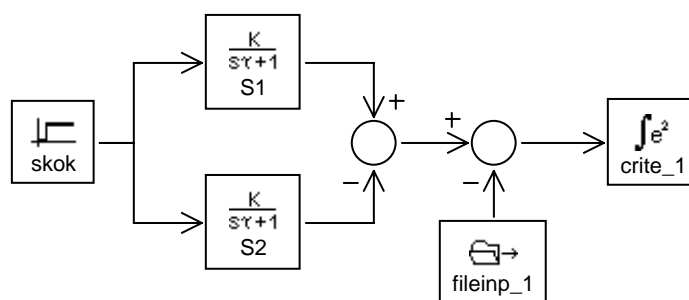 K
sτ+1
S1
+
+
skok
∫e²
crite_1
−
−
K
sτ+1
S2
fileinp_1